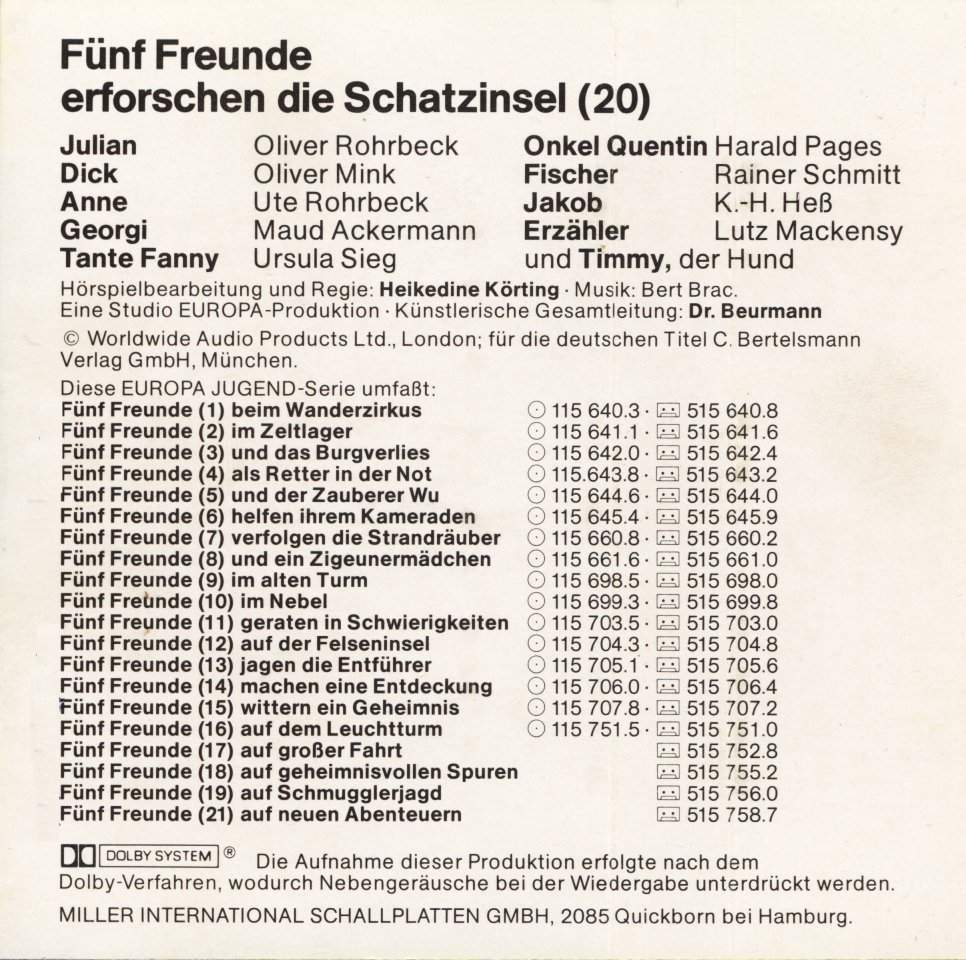 Fünf Freunde
erforschen die Schatzinsel (20)
Julian Oliver Rohrbeck Onkel Quentin Harald Pages
Dick Oliver Mink Fischer Rainer Schmitt
Anne Ute Rohrbeck Jakob K.-H. Heß
Georgi Maud Ackermann Erzähler Lutz Mackensy
Tante Fanny Ursula Sieg und Timmy, der Hund
Hörspielbearbeitung und Regie: Heikedine Körting · Musik: Bert Brac.
Eine Studio EUROPA-Produktion · Künstlerische Gesamtleitung: Dr. Beurmann
© Worldwide Audio Products Ltd., London; für die deutschen Titel C. Bertelsmann
Verlag GmbH, München.
Diese EUROPA JUGEND-Serie umfaßt:
Fünf Freunde (1) beim Wanderzirkus 115 640.3 · 515 640.8
Fünf Freunde (2) im Zeltlager 115 641.1 · 515 641.6
Fünf Freunde (3) und das Burgverlies 115 642.0 · 515 642.4
Fünf Freunde (4) als Retter in der Not 115.643.8 · 515 643.2
Fünf Freunde (5) und der Zauberer Wu 115 644.6 · 515 644.0
Fünf Freunde (6) helfen ihrem Kameraden 115 645.4 · 515 645.9
Fünf Freunde (7) verfolgen die Strandräuber 115 660.8 · 515 660.2
Fünf Freunde (8) und ein Zigeunermädchen 115 661.6 · 515 661.0
Fünf Freunde (9) im alten Turm 115 698.5 · 515 698.0
Fünf Freunde (10) im Nebel 115 699.3 · 515 699.8
Fünf Freunde (11) geraten in Schwierigkeiten 115 703.5 · 515 703.0
Fünf Freunde (12) auf der Felseninsel 115 704.3 · 515 704.8
Fünf Freunde (13) jagen die Entführer 115 705.1 · 515 705.6
Fünf Freunde (14) machen eine Entdeckung 115 706.0 · 515 706.4
Fünf Freunde (15) wittern ein Geheimnis 115 707.8 · 515 707.2
Fünf Freunde (16) auf dem Leuchtturm 115 751.5 · 515 751.0
Fünf Freunde (17) auf großer Fahrt 515 752.8
Fünf Freunde (18) auf geheimnisvollen Spuren 515 755.2
Fünf Freunde (19) auf Schmugglerjagd 515 756.0
Fünf Freunde (21) auf neuen Abenteuern 515 758.7
DOLBY SYSTEM ® Die Aufnahme dieser Produktion erfolgte nach dem
Dolby-Verfahren, wodurch Nebengeräusche bei der Wiedergabe unterdrückt werden.
MILLER INTERNATIONAL SCHALLPLATTEN GMBH, 2085 Quickborn bei Hamburg.